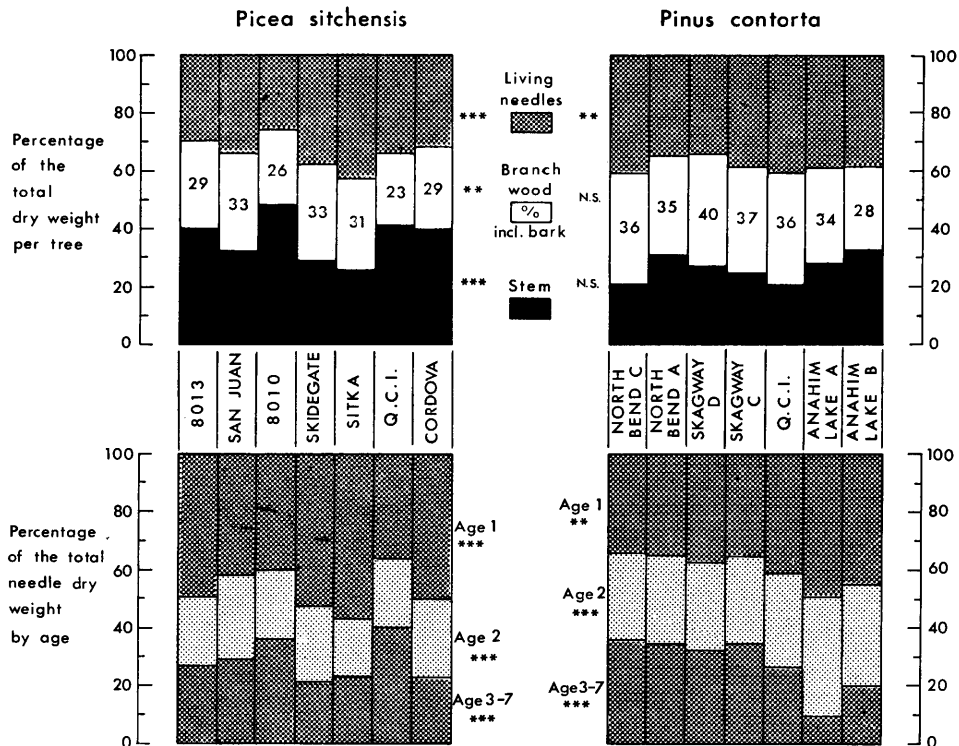 Picea sitchensis
Pinus contorta
100
80
60
40
20
0
Percentage
of the
total
dry weight
per tree
29
33
26
33
31
23
29
***
**
***
Living
needles
Branch
wood
%
incl. bark
Stem
**
N.S.
N.S.
36
35
40
37
36
34
28
100
80
60
40
20
0
8013
SAN JUAN
8010
SKIDEGATE
SITKA
Q.C.I.
CORDOVA
NORTH
BEND C
NORTH
BEND A
SKAGWAY
D
SKAGWAY
C
Q.C.I.
ANAHIM
LAKE A
ANAHIM
LAKE B
100
80
60
40
20
0
Percentage
of the total
needle dry
weight
by age
Age 1
***
Age 2
***
Age 3-7
***
Age 1
**
Age 2
***
Age 3-7
***
100
80
60
40
20
0